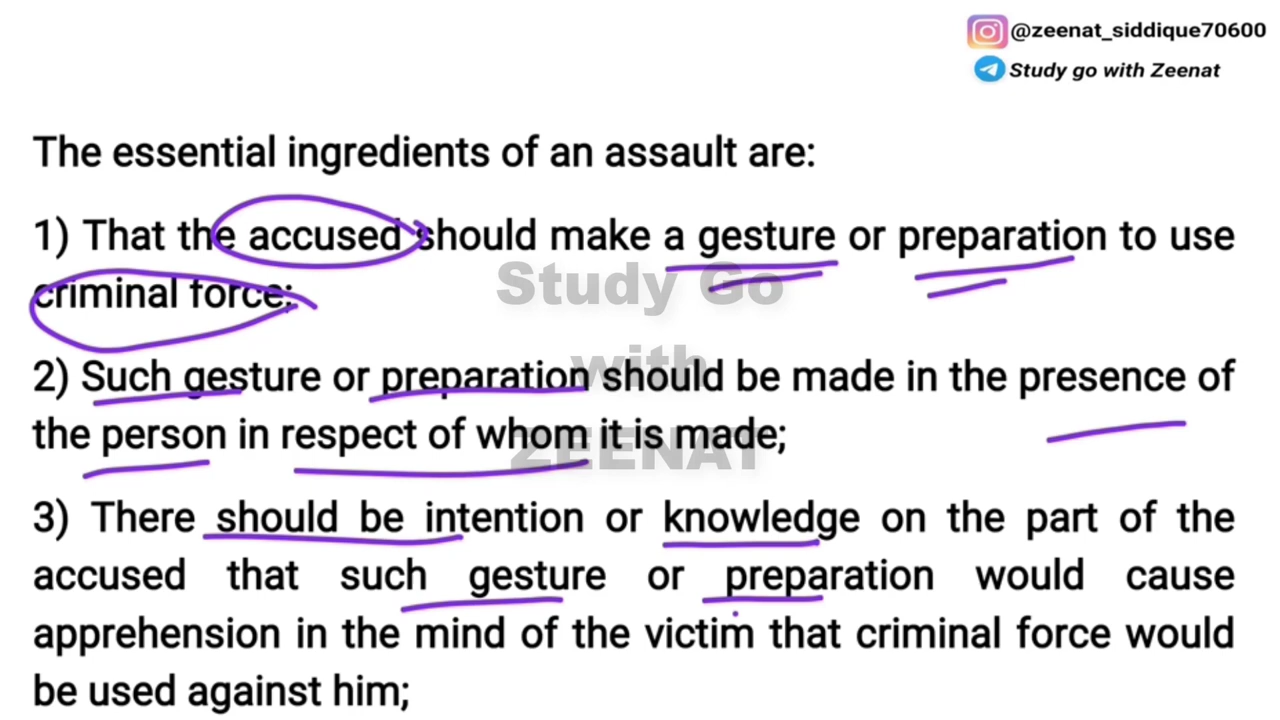 @zeenat_siddique70600
Study go with Zeenat
The essential ingredients of an assault are:
1) That the accused should make a gesture or preparation to use
criminal force;
2) Such gesture or preparation should be made in the presence of
the person in respect of whom it is made;
3) There should be intention or knowledge on the part of the
accused that such gesture or preparation would cause
apprehension in the mind of the victim that criminal force would
be used against him;
Study Go
with
ZEENAT